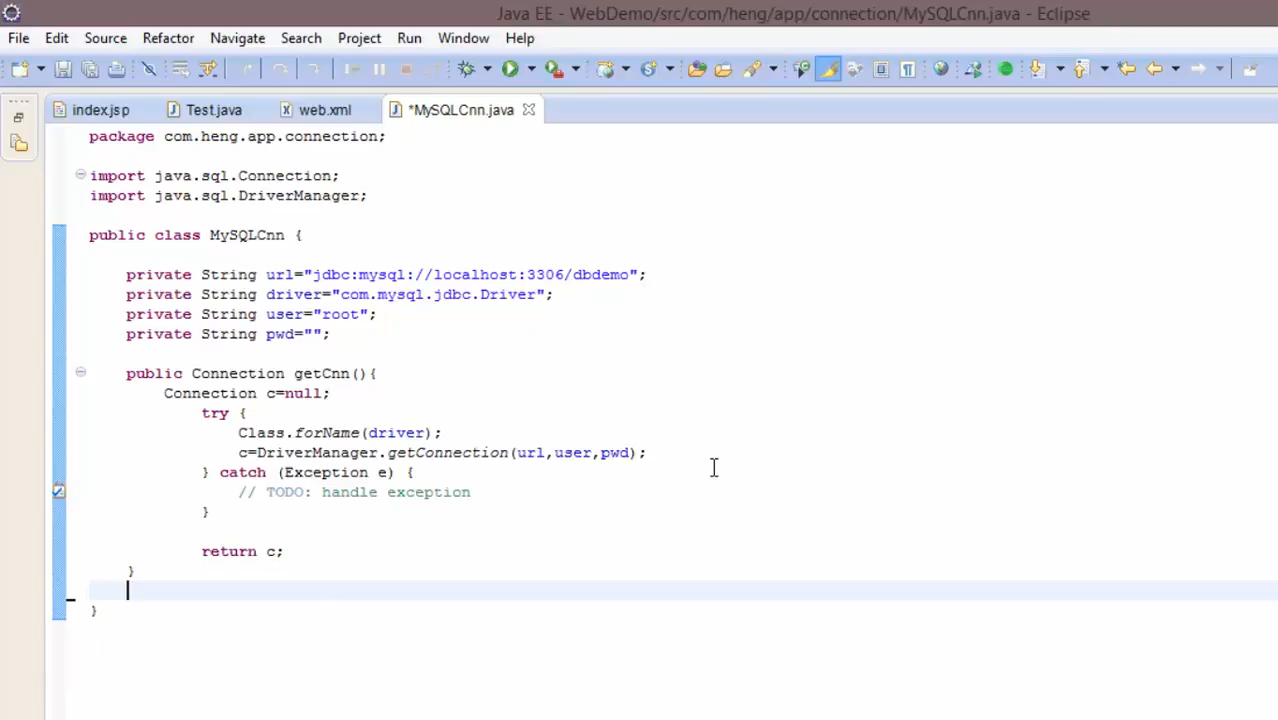 Java EE - WebDemo/src/com/heng/app/connection/MySQLCnn.java - Eclipse
File Edit Source Refactor Navigate Search Project Run Window Help
index.jsp Test.java web.xml *MySQLCnn.java
package com.heng.app.connection;
import java.sql.Connection;
import java.sql.DriverManager;
public class MySQLCnn {
private String url="jdbc:mysql://localhost:3306/dbdemo";
private String driver="com.mysql.jdbc.Driver";
private String user="root";
private String pwd="";
public Connection getCnn(){
Connection c=null;
try {
Class.forName(driver);
c=DriverManager.getConnection(url,user,pwd);
} catch (Exception e) {
// TODO: handle exception
}
return c;
}
}